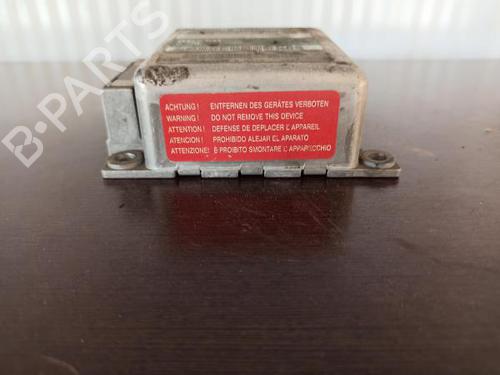 B-PARTS
ACHTUNG! ENTFERNEN DES GERÄTES VERBOTEN
WARNING! DO NOT REMOVE THIS DEVICE
ATTENTION! DEFENSE DE DEPLACER L'APPAREIL
ATENCION! PROHIBIDO ALEJAR EL APARATO
ATTENZIONE! È PROIBITO SMONTARE L'APPARECCHIO